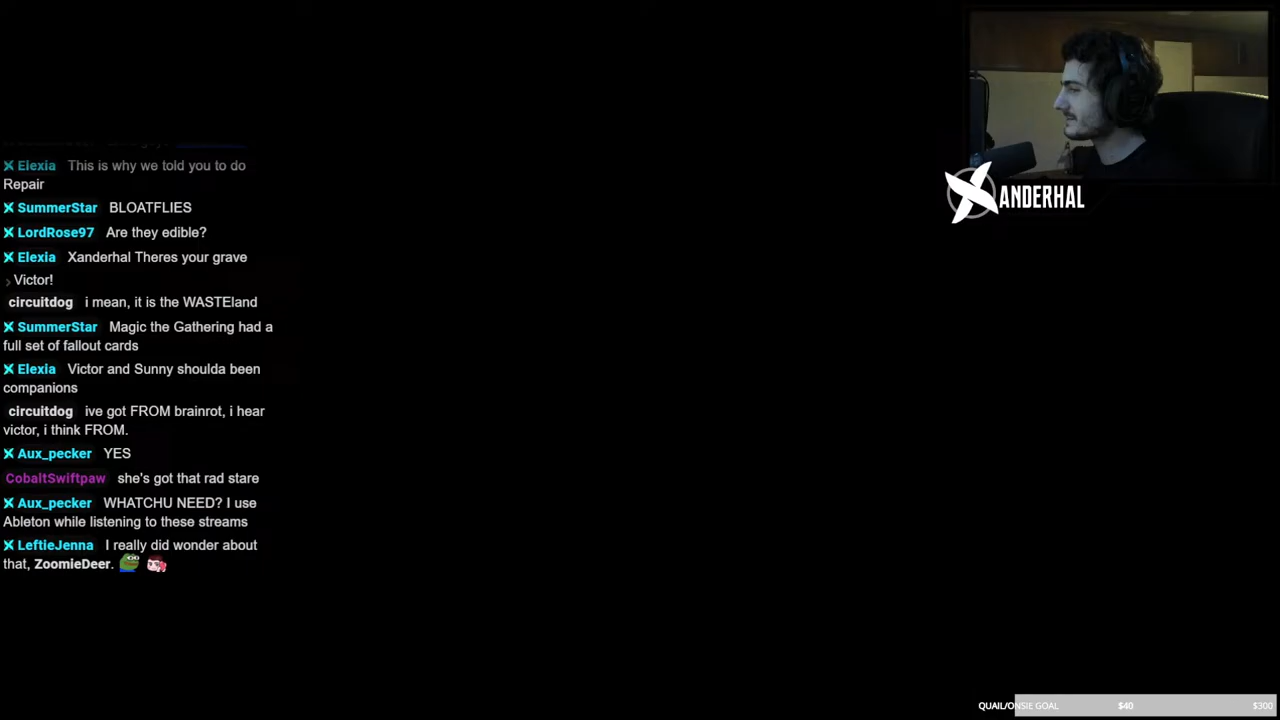 Elexia This is why we told you to do
Repair
SummerStar BLOATFLIES
LordRose97 Are they edible?
Elexia Xanderhal Theres your grave
Victor!
circuitdog i mean, it is the WASTEland
SummerStar Magic the Gathering had a
full set of fallout cards
Elexia Victor and Sunny shoulda been
companions
circuitdog ive got FROM brainrot, i hear
victor, i think FROM.
Aux_pecker YES
CobaltSwiftpaw she's got that rad stare
Aux_pecker WHATCHU NEED? I use
Ableton while listening to these streams
LeftieJenna I really did wonder about
that, ZoomieDeer.
XANDERHAL
QUAIL/ONSIE GOAL $40 $300